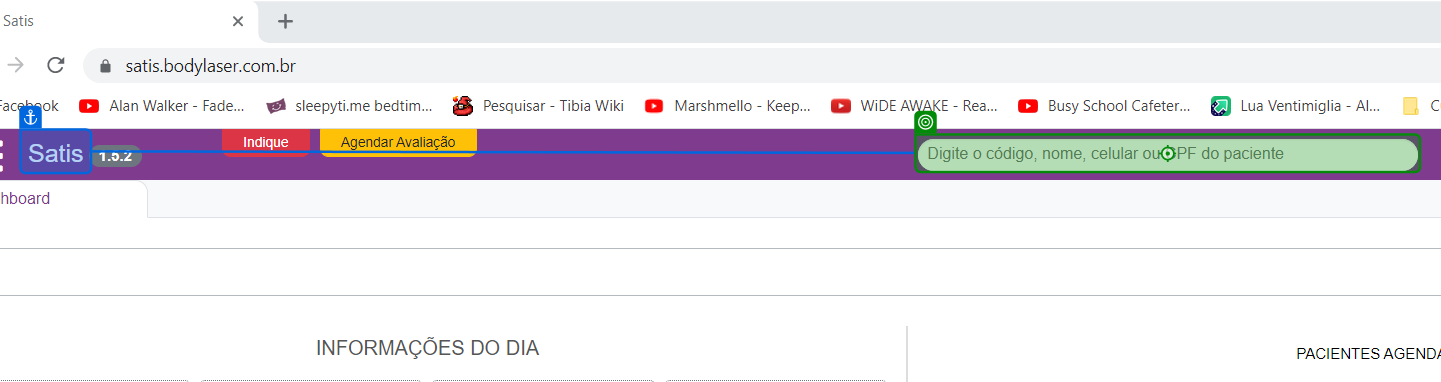 Satis
satis.bodylaser.com.br
Facebook Alan Walker - Fade... sleepyti.me bedtim... Pesquisar - Tibia Wiki Marshmello - Keep... WiDE AWAKE - Rea... Busy School Cafeter... Lua Ventimiglia - Al...
Satis 1.5.2 Indique Agendar Avaliação Digite o código, nome, celular ou CPF do paciente
hboard
INFORMAÇÕES DO DIA
PACIENTES AGENDA